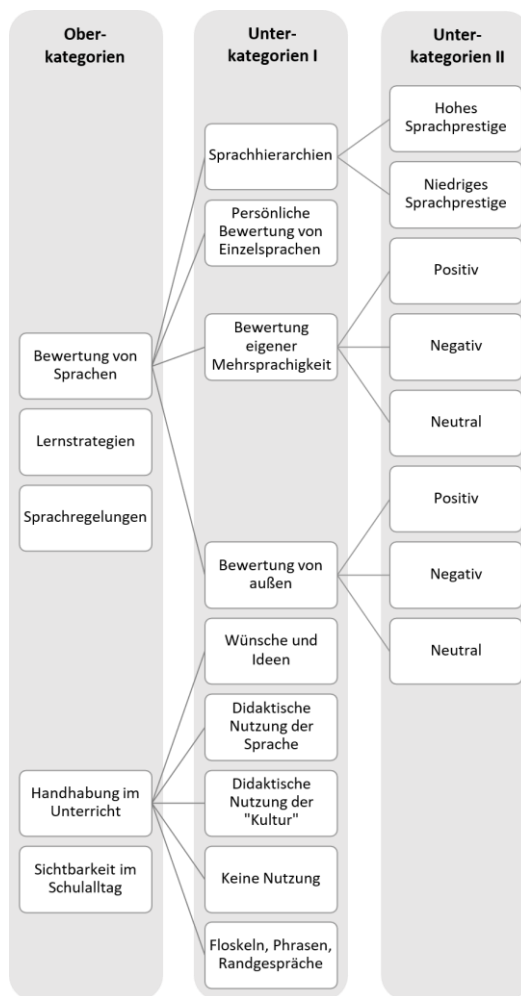 Ober-
kategorien
Bewertung von
Sprachen
Lernstrategien
Sprachregelungen
Handhabung im
Unterricht
Sichtbarkeit im
Schulalltag
Unter-
kategorien I
Sprachhierarchien
Persönliche
Bewertung von
Einzelsprachen
Bewertung
eigener
Mehrsprachigkeit
Bewertung von
außen
Wünsche und
Ideen
Didaktische
Nutzung der
Sprache
Didaktische
Nutzung der
"Kultur"
Keine Nutzung
Floskeln, Phrasen,
Randgespräche
Unter-
kategorien II
Hohes
Sprachprestige
Niedriges
Sprachprestige
Positiv
Negativ
Neutral
Positiv
Negativ
Neutral